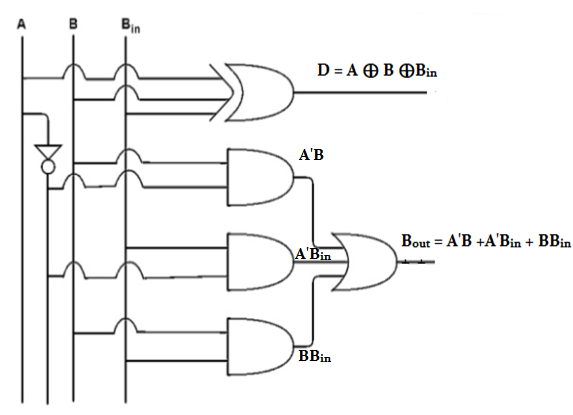 A B Bin
D = A ⊕ B ⊕Bin
A'B
A'Bin
Bout = A'B +A'Bin + BBin
BBin